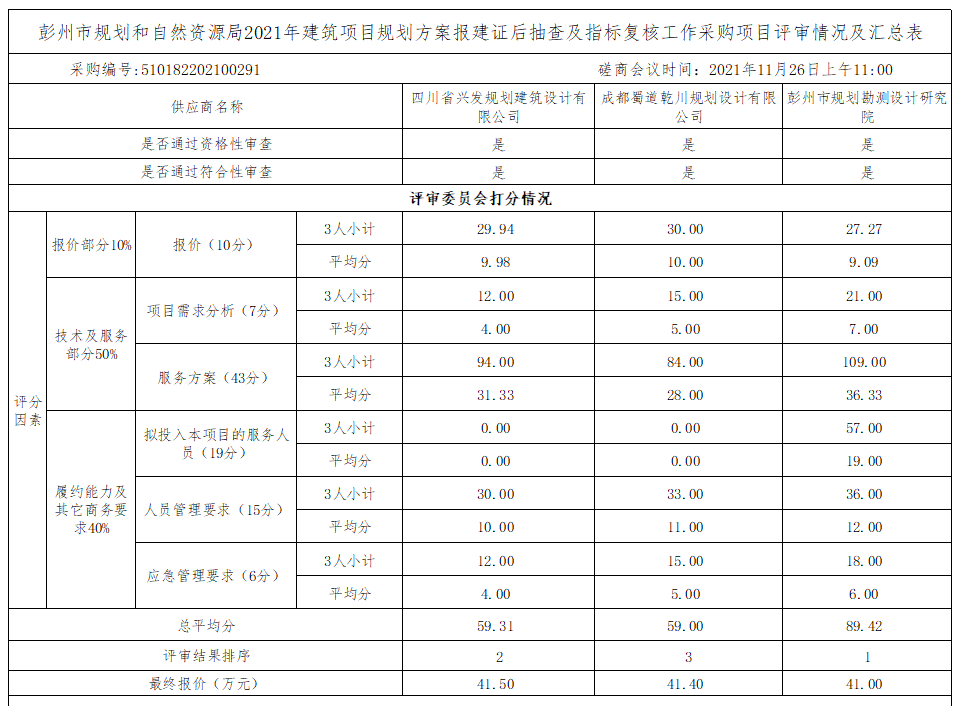 彭州市规划和自然资源局2021年建筑项目规划方案报建证后抽查及指标复核工作采购项目评审情况及汇总表
采购编号:510182202100291 磋商会议时间：2021年11月26日上午11:00
供应商名称 四川省兴发规划建筑设计有限公司 成都蜀道乾川规划设计有限公司 彭州市规划勘测设计研究院
是否通过资格性审查 是 是 是
是否通过符合性审查 是 是 是
评审委员会打分情况
评分因素
报价部分10% 报价（10分） 3人小计 29.94 30.00 27.27
平均分 9.98 10.00 9.09
技术及服务部分50% 项目需求分析（7分） 3人小计 12.00 15.00 21.00
平均分 4.00 5.00 7.00
服务方案（43分） 3人小计 94.00 84.00 109.00
平均分 31.33 28.00 36.33
履约能力及其它商务要求40% 拟投入本项目的服务人员（19分） 3人小计 0.00 0.00 57.00
平均分 0.00 0.00 19.00
人员管理要求（15分） 3人小计 30.00 33.00 36.00
平均分 10.00 11.00 12.00
应急管理要求（6分） 3人小计 12.00 15.00 18.00
平均分 4.00 5.00 6.00
总平均分 59.31 59.00 89.42
评审结果排序 2 3 1
最终报价（万元） 41.50 41.40 41.00